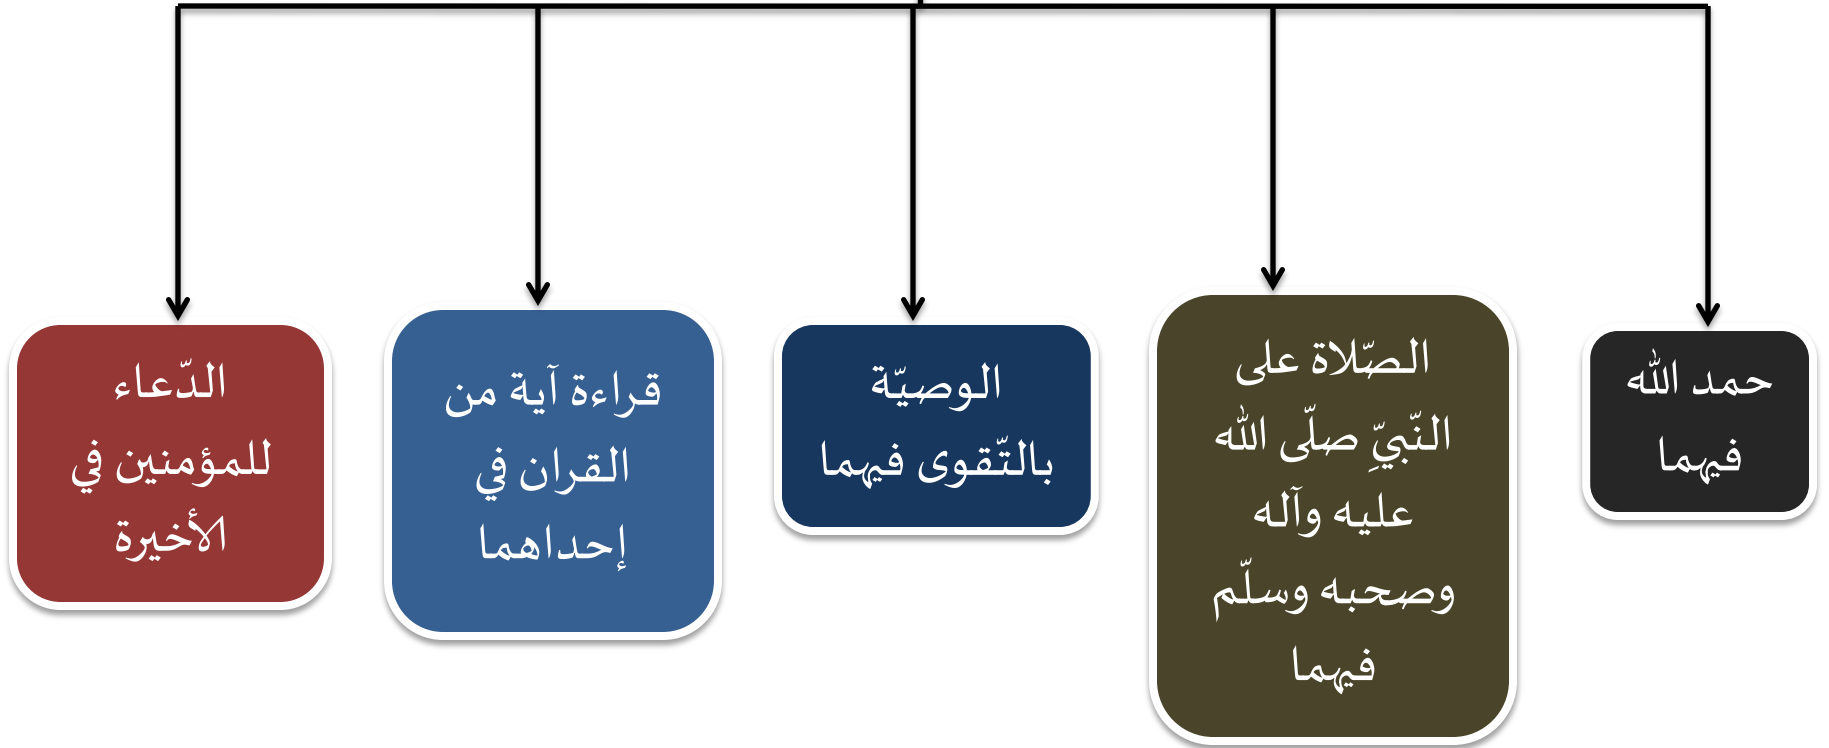 حمد الله
فيهما
الصّلاة على
النّبيِّ صلّى الله
عليه وآله
وصحبه وسلّم
فيهما
الوصيّة
بالتّقوى فيهما
قراءة آية من
القران في
إحداهما
الدّعاء
للمؤمنين في
الأخيرة